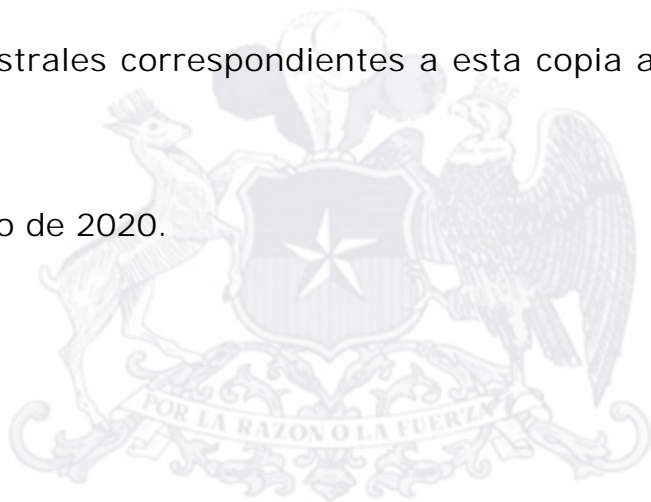 strales correspondientes a esta copia a
o de 2020.
POR LA RAZON O LA FUERZA